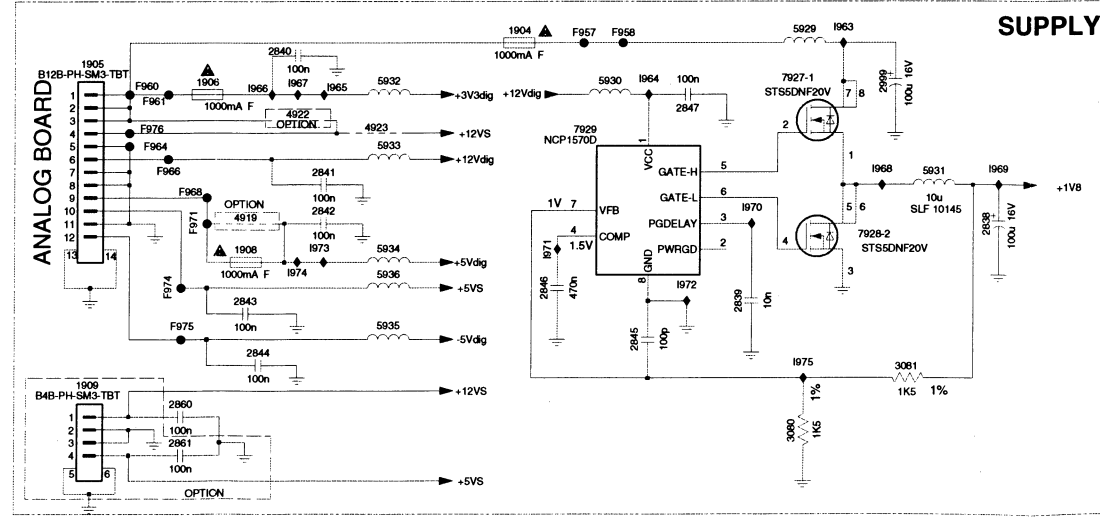 SUPPLY
ANALOG BOARD
1905
B12B-PH-SM3-TBT
1
2
3
4
5
6
7
8
9
10
11
12
13
14
F960
F961
F976
F964
F966
F968
F971
F974
F975
1906
1000mA F
2840
100n
I966
I967
I965
5932
+3V3dig
4922
OPTION
4923
+12VS
5933
+12Vdig
2841
100n
OPTION
4919
2842
100n
1908
1000mA F
I974
I973
5934
+5Vdig
5936
+5VS
2843
100n
5935
-5Vdig
2844
100n
1909
B4B-PH-SM3-TBT
1
2
3
4
5
6
2860
100n
2861
100n
+12VS
+5VS
OPTION
1904
1000mA F
F957
F958
5929
I963
+12Vdig
5930
I964
100n
2847
7927-1
STS5DNF20V
7
8
2
1
2999
16V
100u
7929
NCP1570D
1
VCC
GATE-H
5
GATE-L
6
PGDELAY
3
PWRGD
2
1V
7
VFB
4
COMP
1.5V
I971
GND
8
2846
470n
I972
2845
100p
I970
2839
10n
I968
5931
10u
SLF 10145
I969
+1V8
2838
16V
100u
5
6
4
3
7928-2
STS5DNF20V
I975
1%
3081
1K5
1%
3080
1K5